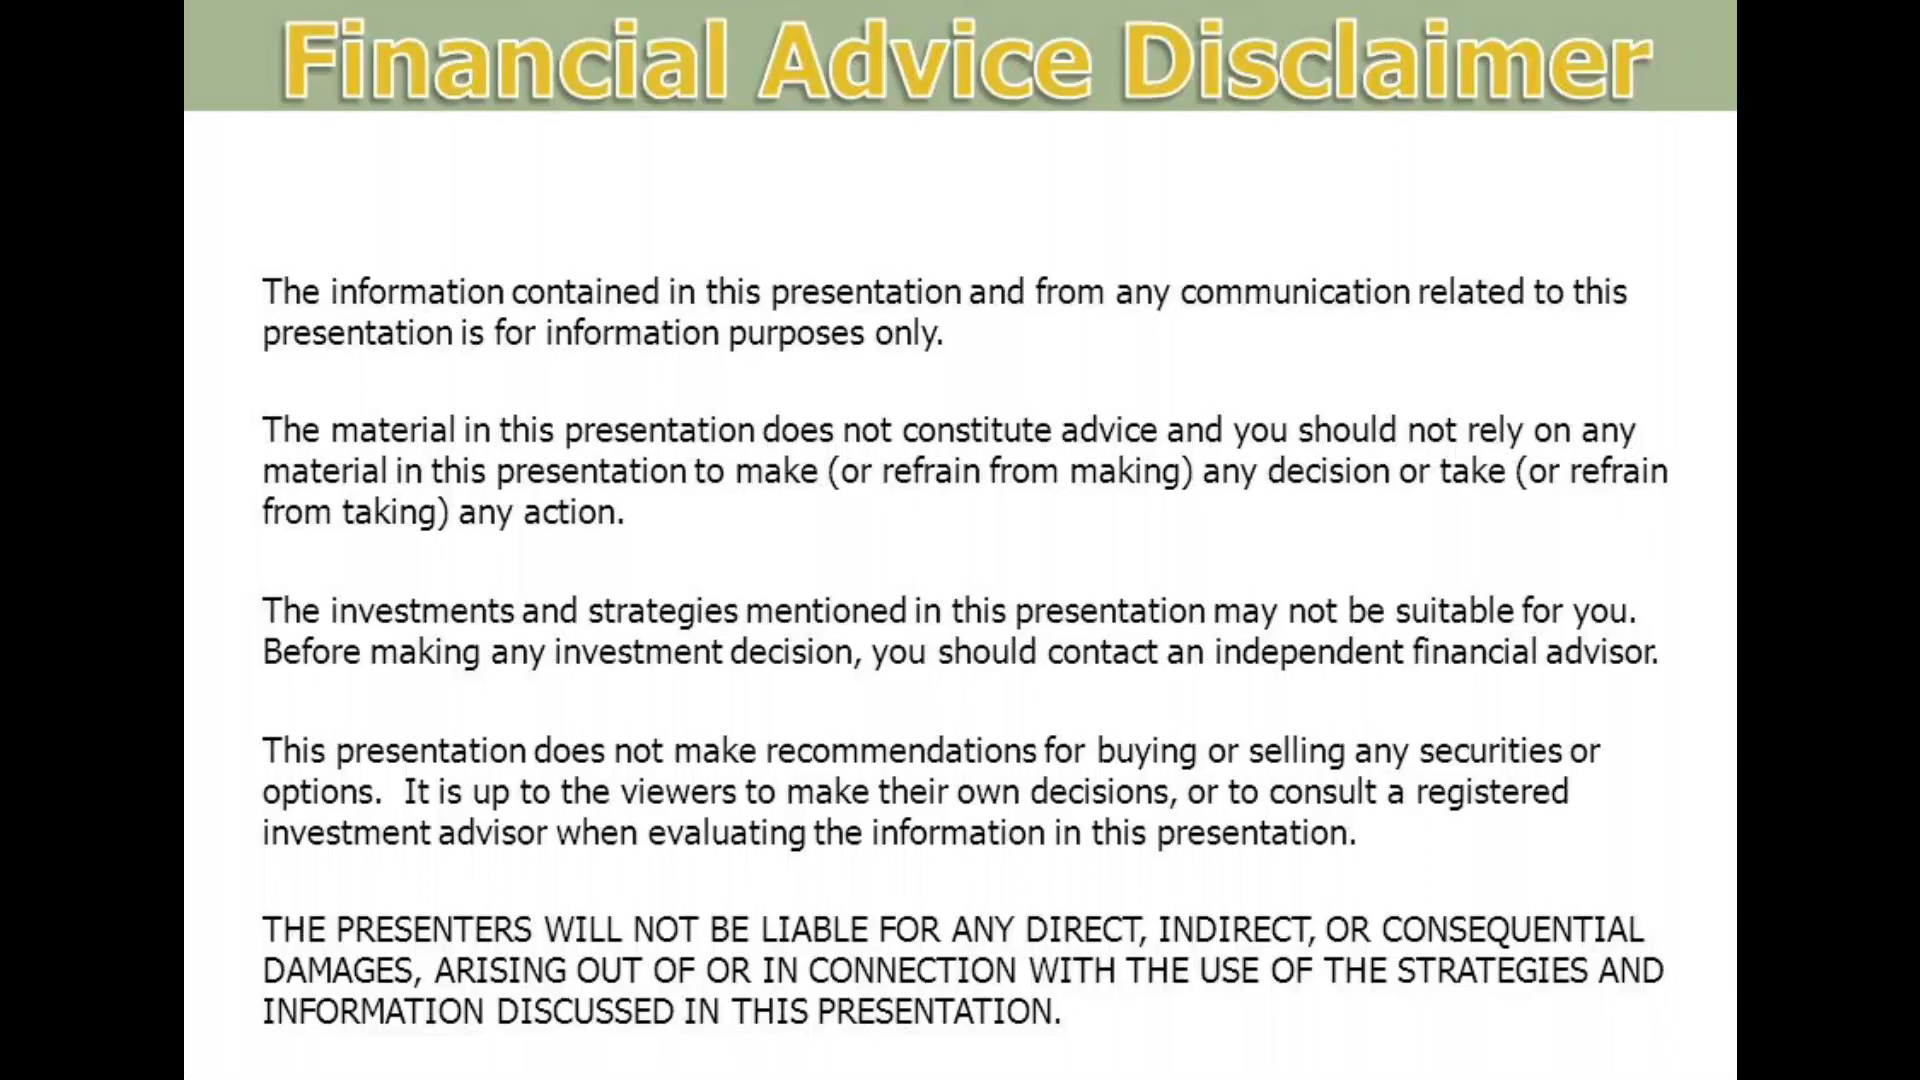 Financial Advice Disclaimer
The information contained in this presentation and from any communication related to this
presentation is for information purposes only.
The material in this presentation does not constitute advice and you should not rely on any
material in this presentation to make (or refrain from making) any decision or take (or refrain
from taking) any action.
The investments and strategies mentioned in this presentation may not be suitable for you.
Before making any investment decision, you should contact an independent financial advisor.
This presentation does not make recommendations for buying or selling any securities or
options.  It is up to the viewers to make their own decisions, or to consult a registered
investment advisor when evaluating the information in this presentation.
THE PRESENTERS WILL NOT BE LIABLE FOR ANY DIRECT, INDIRECT, OR CONSEQUENTIAL
DAMAGES, ARISING OUT OF OR IN CONNECTION WITH THE USE OF THE STRATEGIES AND
INFORMATION DISCUSSED IN THIS PRESENTATION.